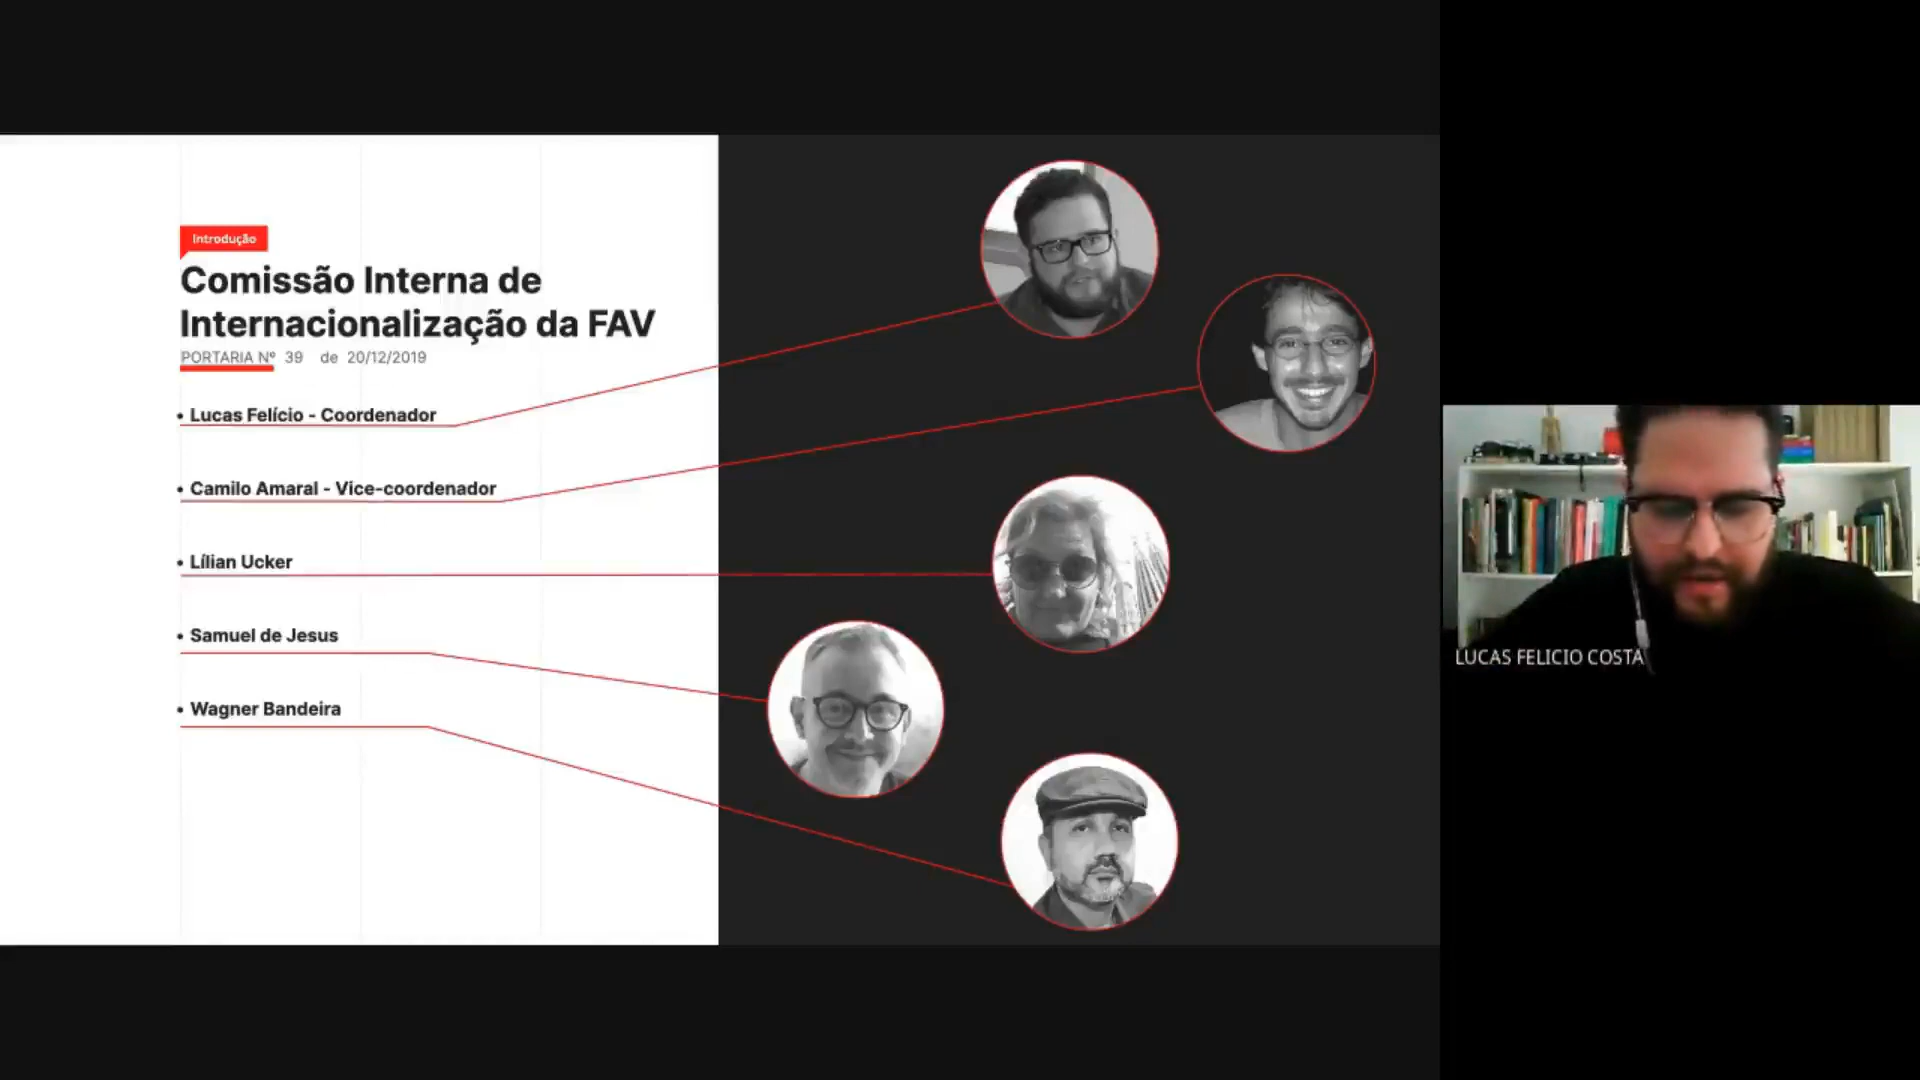 Introdução
Comissão Interna de
Internacionalização da FAV
PORTARIA Nº 39 de 20/12/2019
• Lucas Felício - Coordenador
• Camilo Amaral - Vice-coordenador
• Lílian Ucker
• Samuel de Jesus
• Wagner Bandeira
LUCAS FELICIO COSTA